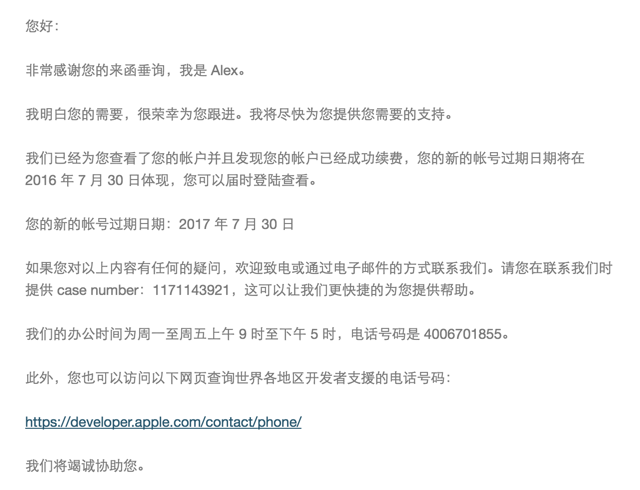 您好：
非常感谢您的来函垂询，我是 Alex。
我明白您的需要，很荣幸为您跟进。我将尽快为您提供您需要的支持。
我们已经为您查看了您的帐户并且发现您的帐户已经成功续费，您的新的帐号过期日期将在
2016 年 7 月 30 日体现，您可以届时登陆查看。
您的新的帐号过期日期：2017 年 7 月 30 日
如果您对以上内容有任何的疑问，欢迎致电或通过电子邮件的方式联系我们。请您在联系我们时
提供 case number：1171143921，这可以让我们更快捷的为您提供帮助。
我们的办公时间为周一至周五上午 9 时至下午 5 时，电话号码是 4006701855。
此外，您也可以访问以下网页查询世界各地区开发者支援的电话号码：
https://developer.apple.com/contact/phone/
我们将竭诚协助您。